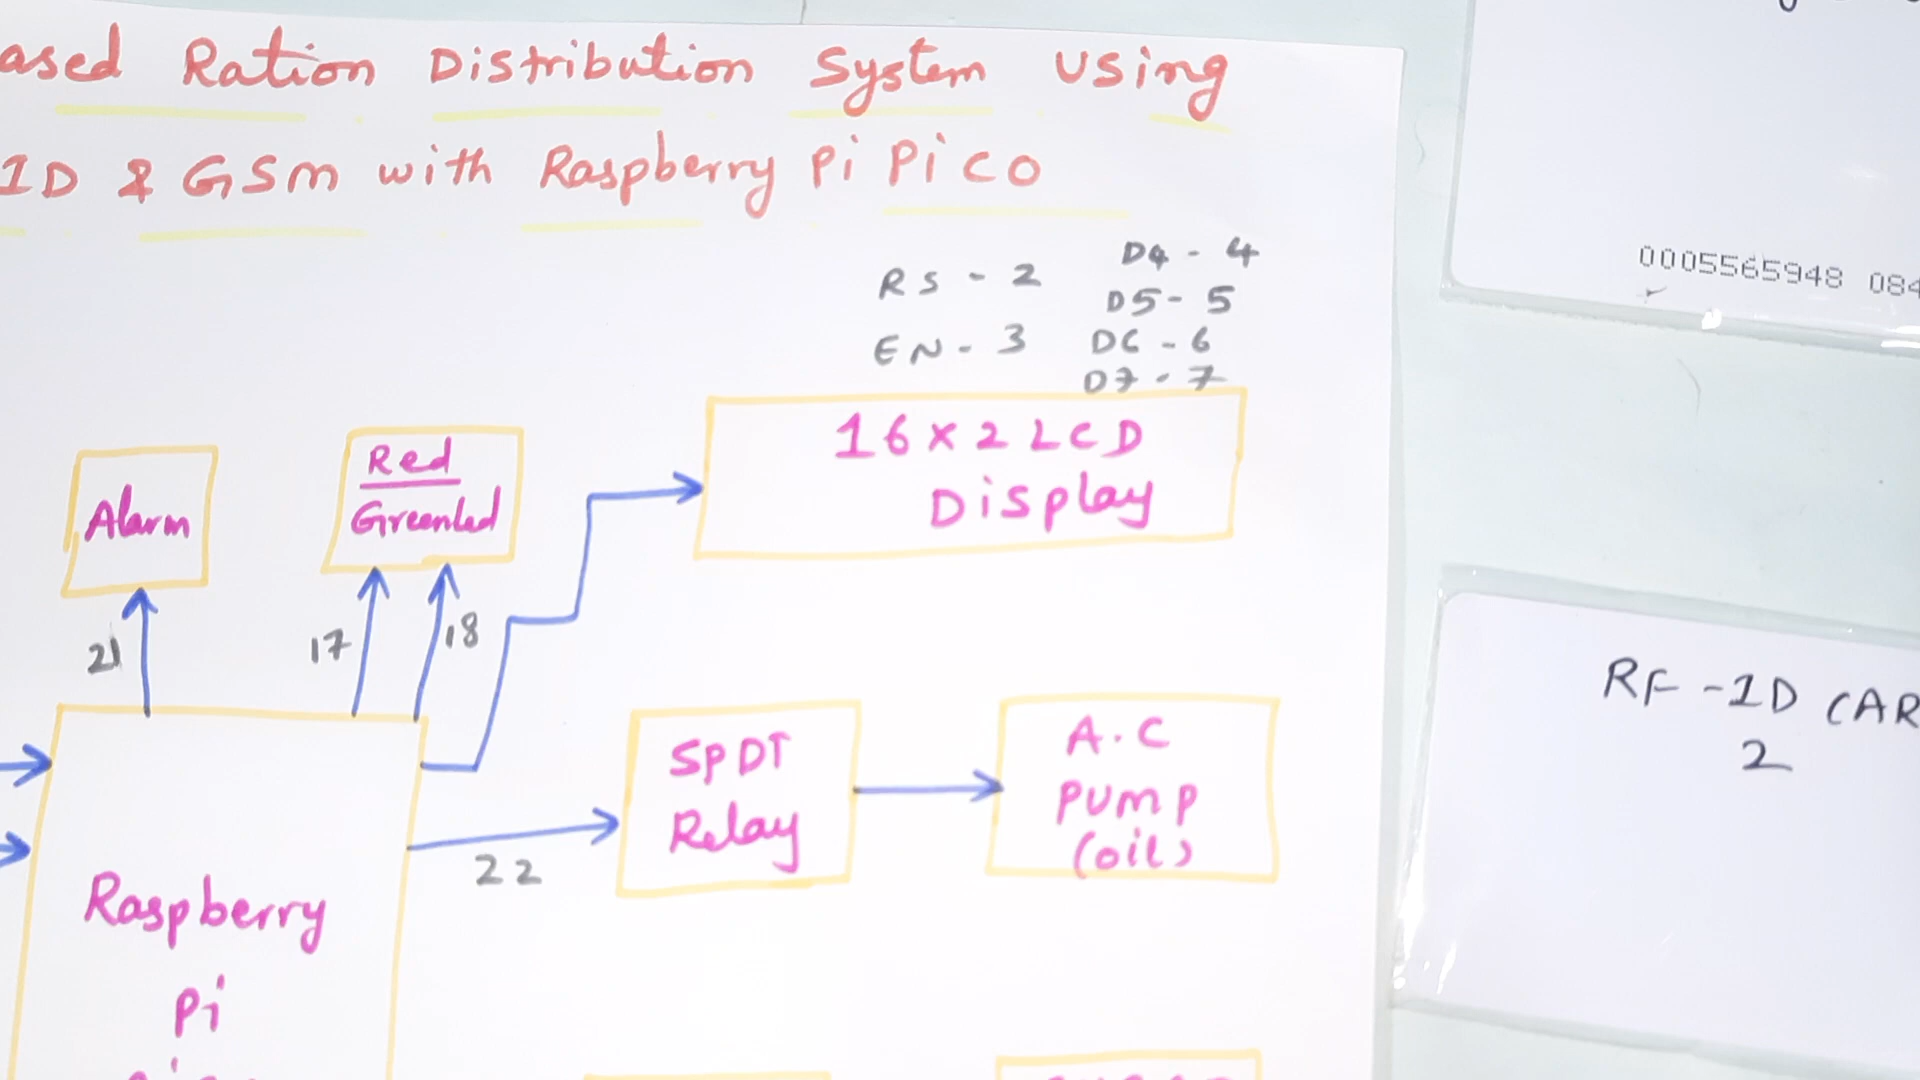 ased Ration Distribution System Using
ID & GSM with Raspberry Pi Pico
RS - 2
EN - 3
D4 - 4
D5 - 5
D6 - 6
D7 - 7
16x2 LCD
Display
Red
Greenled
Alarm
21
17
18
SPDT
Relay
A.C
Pump
(oil)
22
Raspberry
Pi
0005565948 084
RF-ID CAR
2